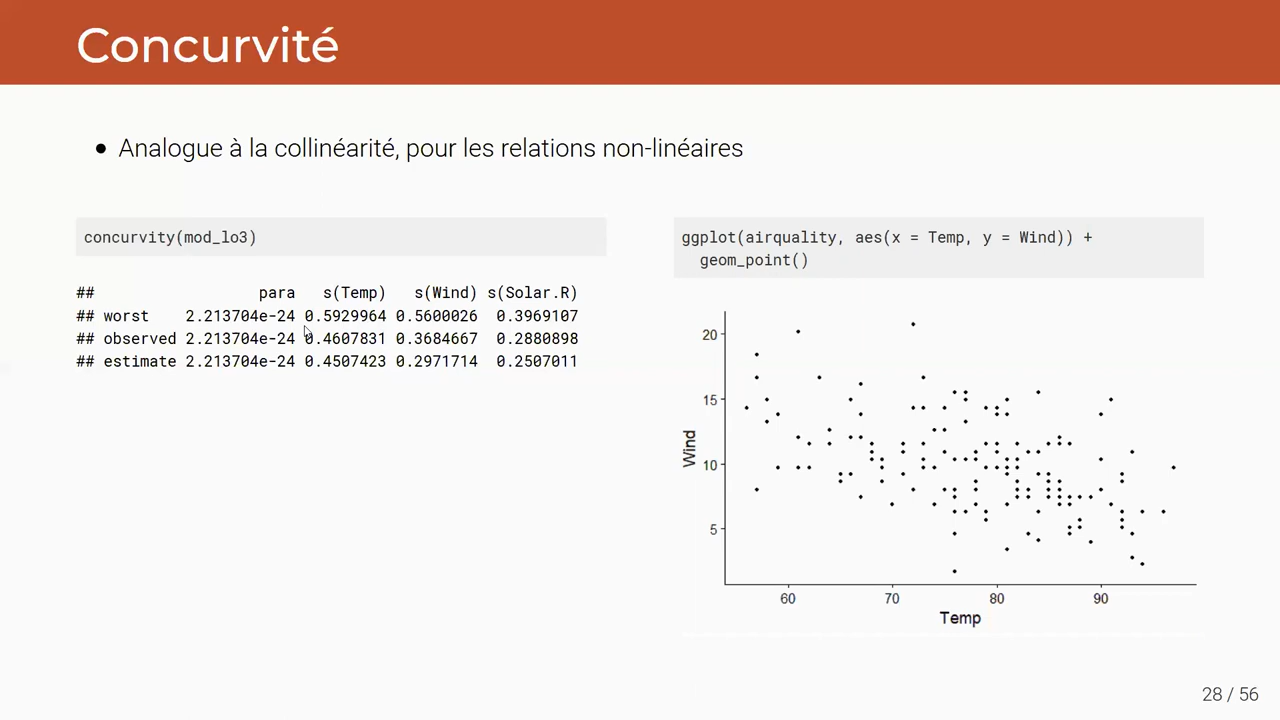 Concurvité
• Analogue à la collinéarité, pour les relations non-linéaires
concurvity(mod_lo3)
## para s(Temp) s(Wind) s(Solar.R)
## worst 2.213704e-24 0.5929964 0.5600026 0.3969107
## observed 2.213704e-24 0.4607831 0.3684667 0.2880898
## estimate 2.213704e-24 0.4507423 0.2971714 0.2507011
ggplot(airquality, aes(x = Temp, y = Wind)) +
geom_point()
20
15
10
5
Wind
60 70 80 90
Temp
28 / 56